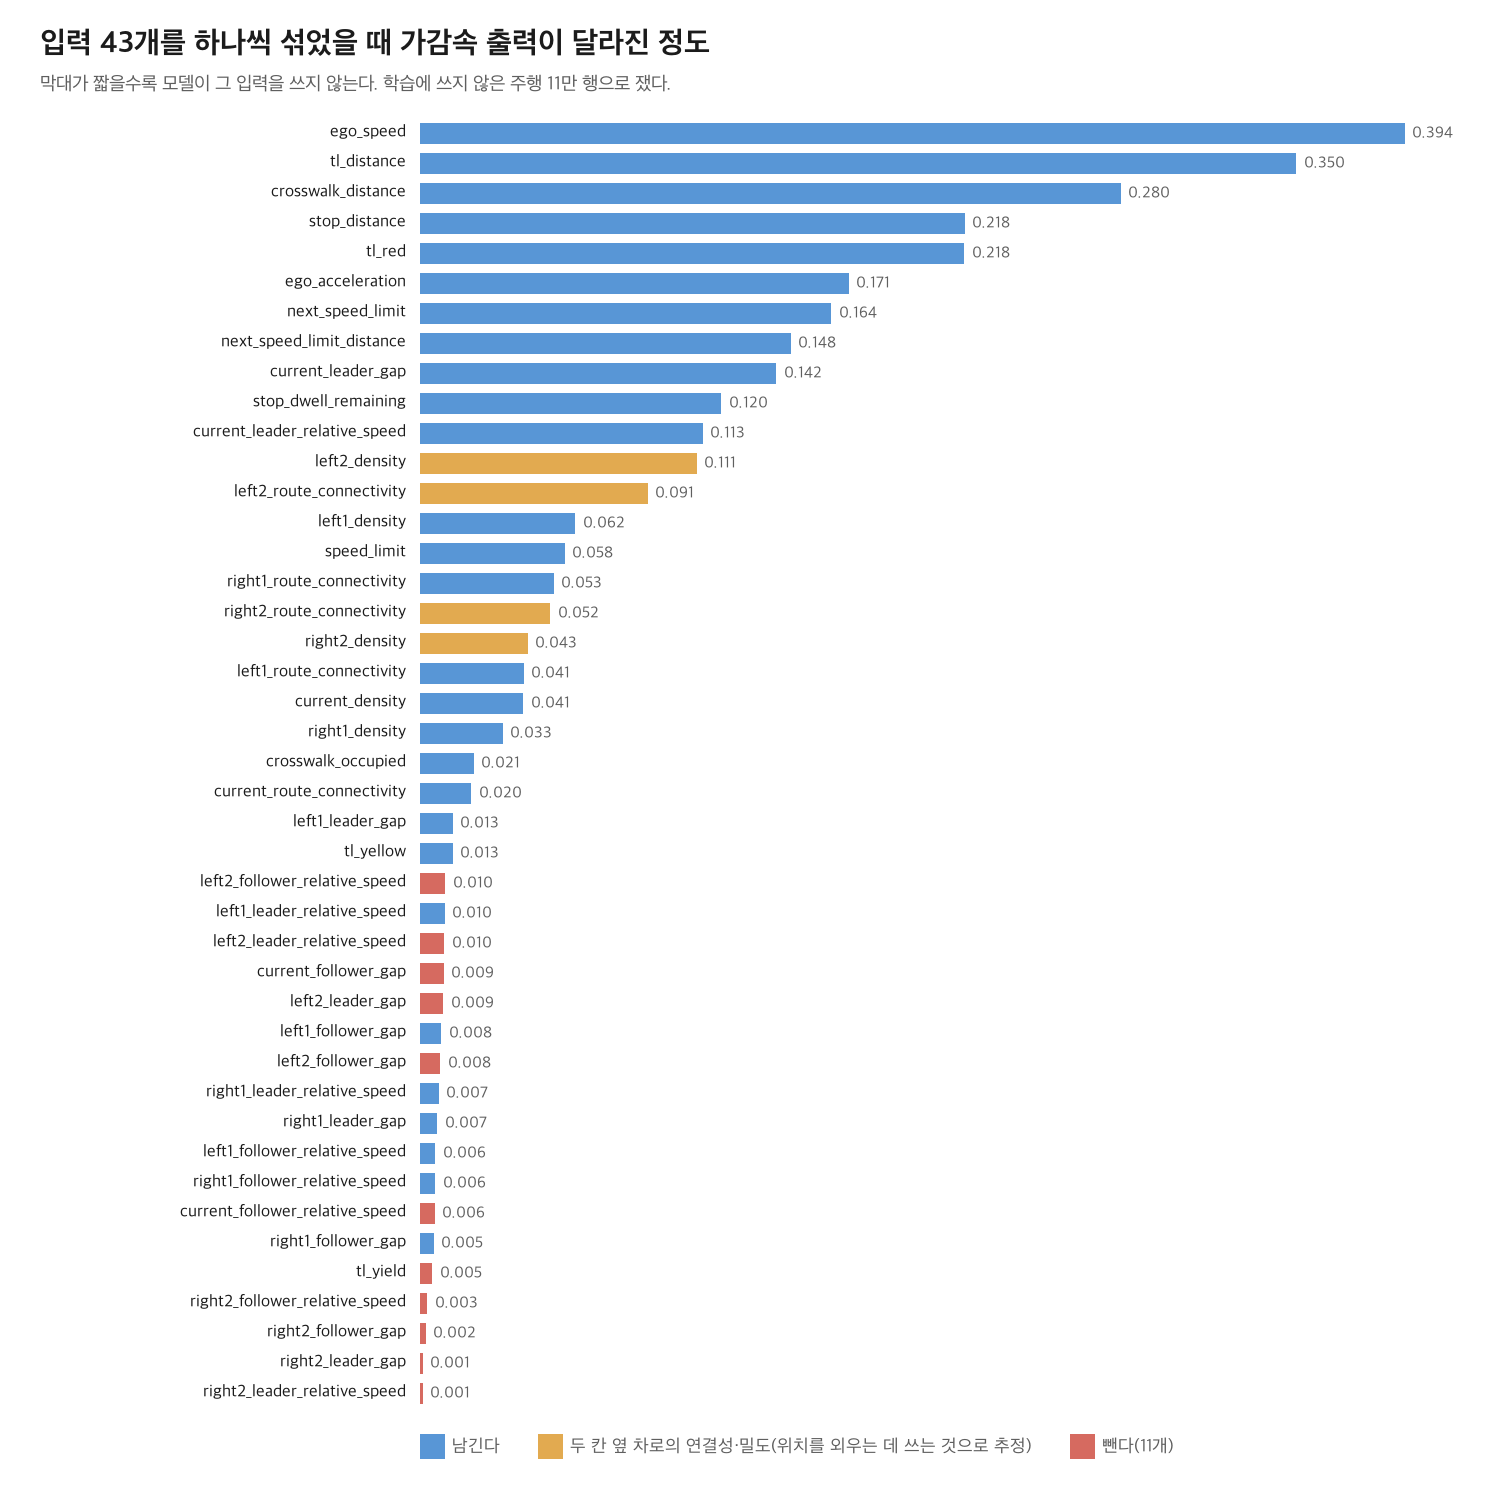 입력 43개를 하나씩 섞었을 때 가감속 출력이 달라진 정도
막대가 짧을수록 모델이 그 입력을 쓰지 않는다. 학습에 쓰지 않은 주행 11만 행으로 쟀다.
ego_speed 0.394
tl_distance 0.350
crosswalk_distance 0.280
stop_distance 0.218
tl_red 0.218
ego_acceleration 0.171
next_speed_limit 0.164
next_speed_limit_distance 0.148
current_leader_gap 0.142
stop_dwell_remaining 0.120
current_leader_relative_speed 0.113
left2_density 0.111
left2_route_connectivity 0.091
left1_density 0.062
speed_limit 0.058
right1_route_connectivity 0.053
right2_route_connectivity 0.052
right2_density 0.043
left1_route_connectivity 0.041
current_density 0.041
right1_density 0.033
crosswalk_occupied 0.021
current_route_connectivity 0.020
left1_leader_gap 0.013
tl_yellow 0.013
left2_follower_relative_speed 0.010
left1_leader_relative_speed 0.010
left2_leader_relative_speed 0.010
current_follower_gap 0.009
left2_leader_gap 0.009
left1_follower_gap 0.008
left2_follower_gap 0.008
right1_leader_relative_speed 0.007
right1_leader_gap 0.007
left1_follower_relative_speed 0.006
right1_follower_relative_speed 0.006
current_follower_relative_speed 0.006
right1_follower_gap 0.005
tl_yield 0.005
right2_follower_relative_speed 0.003
right2_follower_gap 0.002
right2_leader_gap 0.001
right2_leader_relative_speed 0.001
남긴다 두 칸 옆 차로의 연결성·밀도(위치를 외우는 데 쓰는 것으로 추정) 뺀다(11개)